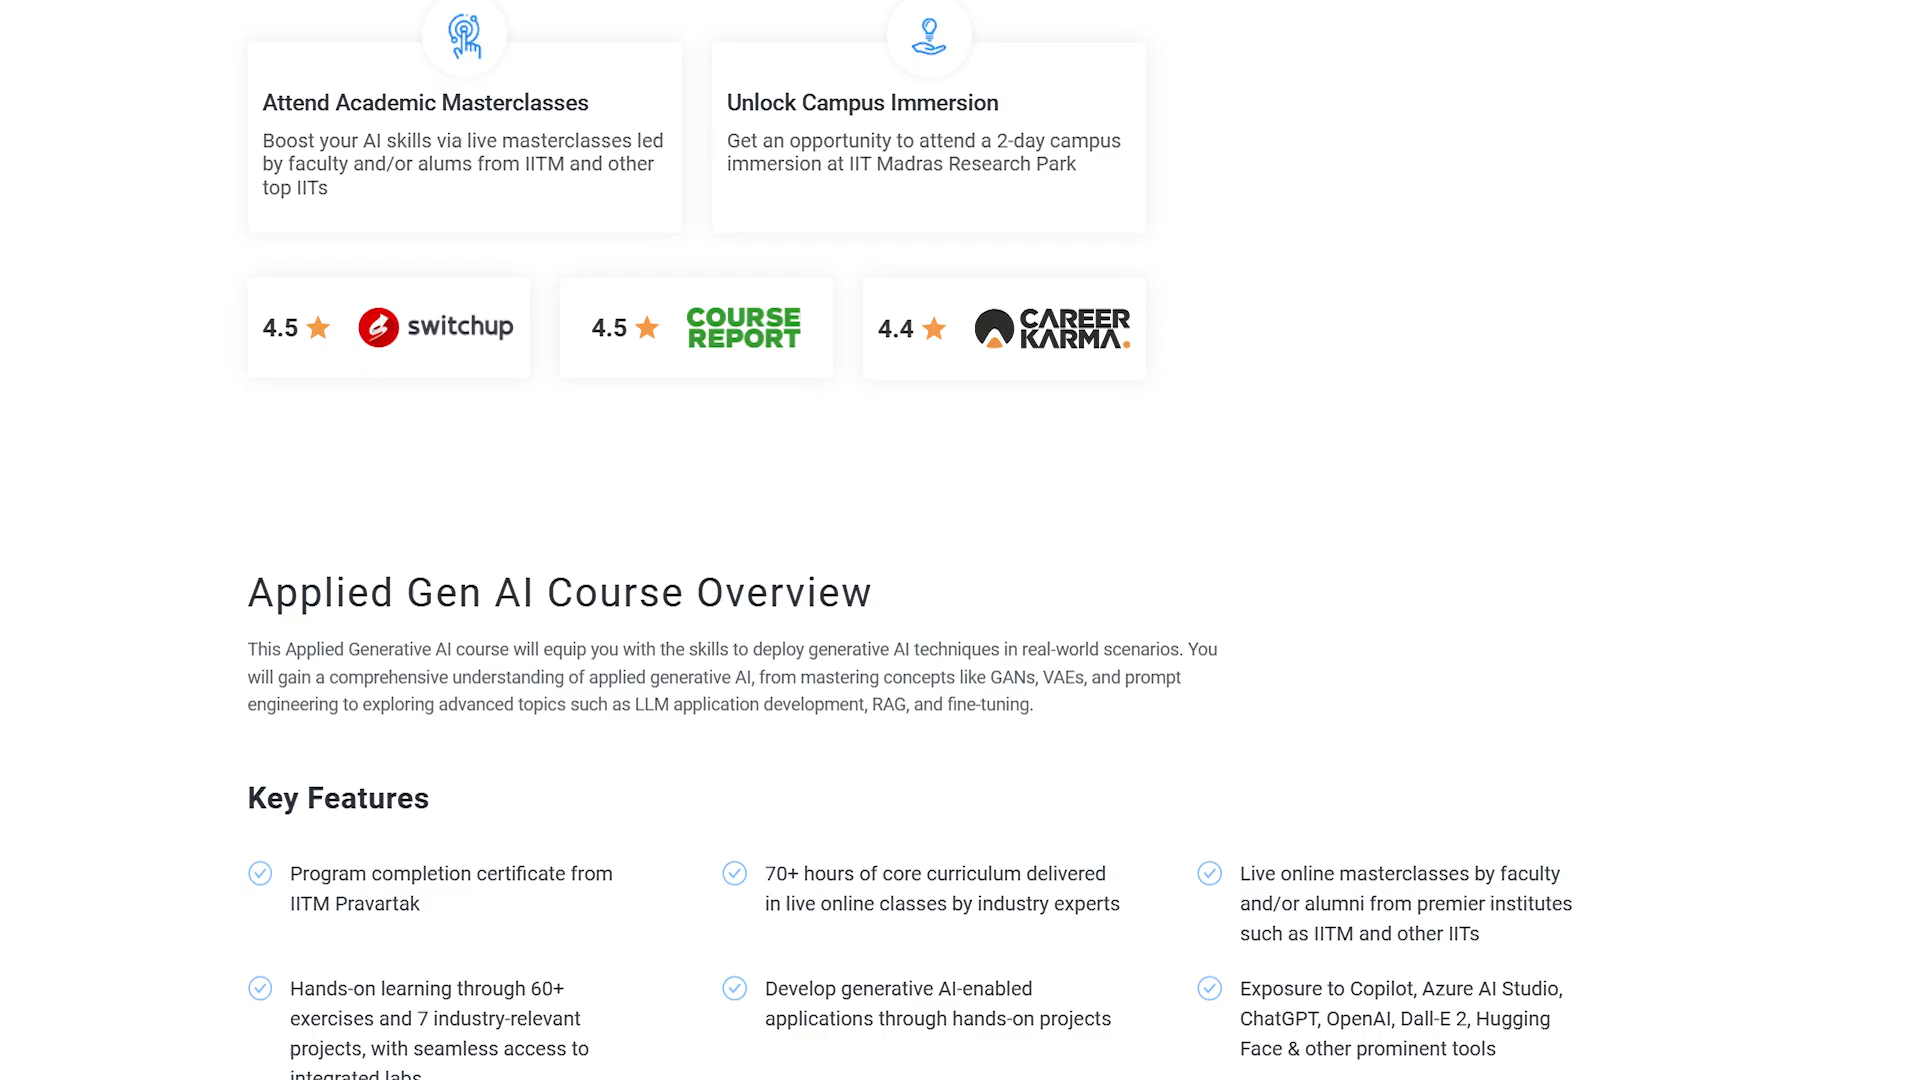 Attend Academic Masterclasses
Boost your AI skills via live masterclasses led
by faculty and/or alums from IITM and other
top IITs
Unlock Campus Immersion
Get an opportunity to attend a 2-day campus
immersion at IIT Madras Research Park
4.5 switchup
4.5 COURSE REPORT
4.4 CAREER KARMA.
Applied Gen AI Course Overview
This Applied Generative AI course will equip you with the skills to deploy generative AI techniques in real-world scenarios. You
will gain a comprehensive understanding of applied generative AI, from mastering concepts like GANs, VAEs, and prompt
engineering to exploring advanced topics such as LLM application development, RAG, and fine-tuning.
Key Features
Program completion certificate from
IITM Pravartak
70+ hours of core curriculum delivered
in live online classes by industry experts
Live online masterclasses by faculty
and/or alumni from premier institutes
such as IITM and other IITs
Hands-on learning through 60+
exercises and 7 industry-relevant
projects, with seamless access to
integrated labs
Develop generative AI-enabled
applications through hands-on projects
Exposure to Copilot, Azure AI Studio,
ChatGPT, OpenAI, Dall-E 2, Hugging
Face & other prominent tools